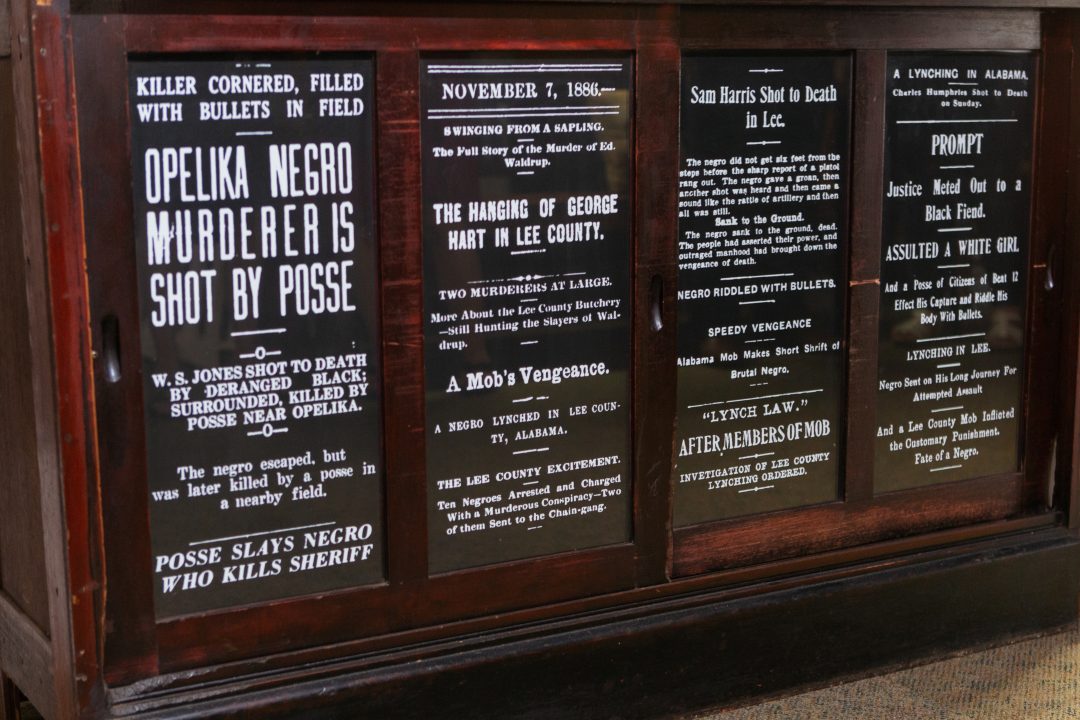 KILLER CORNERED, FILLED
WITH BULLETS IN FIELD
OPELIKA NEGRO
MURDERER IS
SHOT BY POSSE
W. S. JONES SHOT TO DEATH
BY DERANGED BLACK;
SURROUNDED, KILLED BY
POSSE NEAR OPELIKA.
The negro escaped, but
was later killed by a posse in
a nearby field.
POSSE SLAYS NEGRO
WHO KILLS SHERIFF
NOVEMBER 7, 1886.
SWINGING FROM A SAPLING.
The Full Story of the Murder of Ed.
Waldrup.
THE HANGING OF GEORGE
HART IN LEE COUNTY.
TWO MURDERERS AT LARGE.
More About the Lee County Butchery
—Still Hunting the Slayers of Wal-
drup.
A Mob's Vengeance.
A NEGRO LYNCHED IN LEE COUN-
TY, ALABAMA.
THE LEE COUNTY EXCITEMENT.
Ten Negroes Arrested and Charged
With a Murderous Conspiracy—Two
of them Sent to the Chain-gang.
Sam Harris Shot to Death
in Lee.
The negro did not get six feet from the
steps before the sharp report of a pistol
rang out. The negro gave a groan, then
another shot was heard and then came a
sound like the rattle of artillery and then
all was still.
Sank to the Ground.
The negro sank to the ground, dead.
The people had asserted their power, and
outraged manhood had brought down the
vengeance of death.
NEGRO RIDDLED WITH BULLETS.
SPEEDY VENGEANCE
Alabama Mob Makes Short Shrift of
Brutal Negro.
"LYNCH LAW."
AFTER MEMBERS OF MOB
INVETIGATION OF LEE COUNTY
LYNCHING ORDERED.
A LYNCHING IN ALABAMA.
Charles Humphries Shot to Death
on Sunday.
PROMPT
Justice Meted Out to a
Black Fiend.
ASSULTED A WHITE GIRL
And a Posse of Citizens of Beat 12
Effect His Capture and Riddle His
Body With Bullets.
LYNCHING IN LEE.
Negro Sent on His Long Journey For
Attempted Assault
And a Lee County Mob Inflicted
the Customary Punishment.
Fate of a Negro.